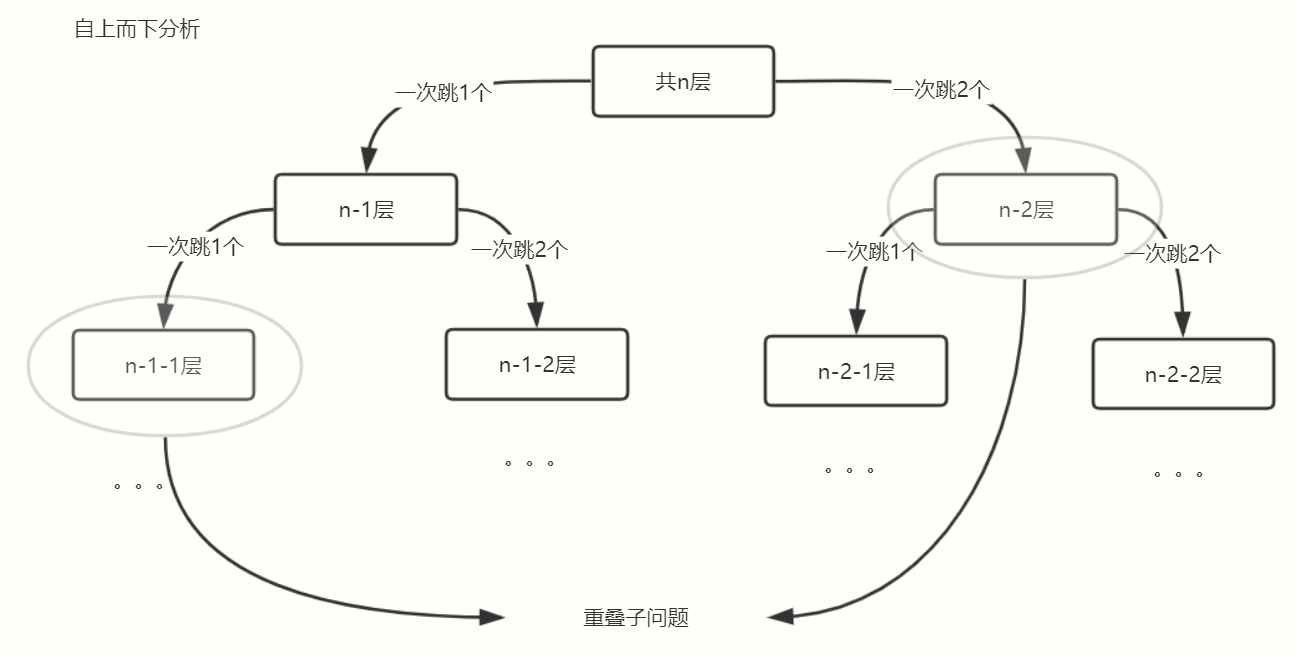 自上而下分析
共n层
一次跳1个
一次跳2个
n-1层
n-2层
一次跳1个
一次跳2个
一次跳1个
一次跳2个
n-1-1层
n-1-2层
n-2-1层
n-2-2层
。。。
。。。
。。。
。。。
重叠子问题